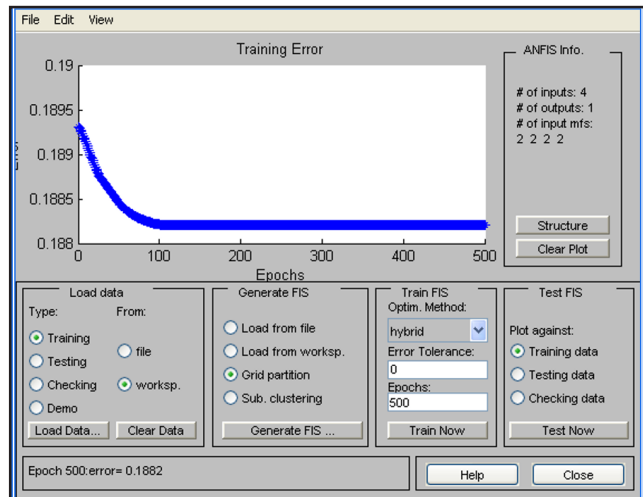 File Edit View
Training Error
0.19
0.1895
0.189
0.1885
0.188
Error
0 100 200 300 400 500
Epochs
ANFIS Info.
# of inputs: 4
# of outputs: 1
# of input mfs:
2 2 2 2
Structure
Clear Plot
Load data
Type: From:
Training
Testing
Checking
Demo
file
worksp.
Load Data... Clear Data
Generate FIS
Load from file
Load from worksp.
Grid partition
Sub. clustering
Generate FIS ...
Train FIS
Optim. Method:
hybrid
Error Tolerance:
0
Epochs:
500
Train Now
Test FIS
Plot against:
Training data
Testing data
Checking data
Test Now
Epoch 500:error= 0.1882
Help Close